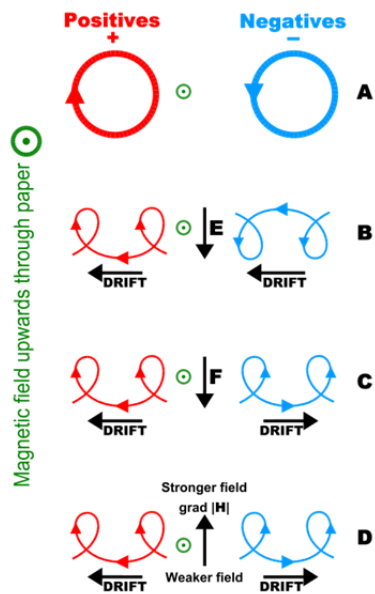 Positives
+
Negatives
−
A
Magnetic field upwards through paper
E
B
DRIFT
DRIFT
F
C
DRIFT
DRIFT
Stronger field
grad |H|
D
Weaker field
DRIFT
DRIFT